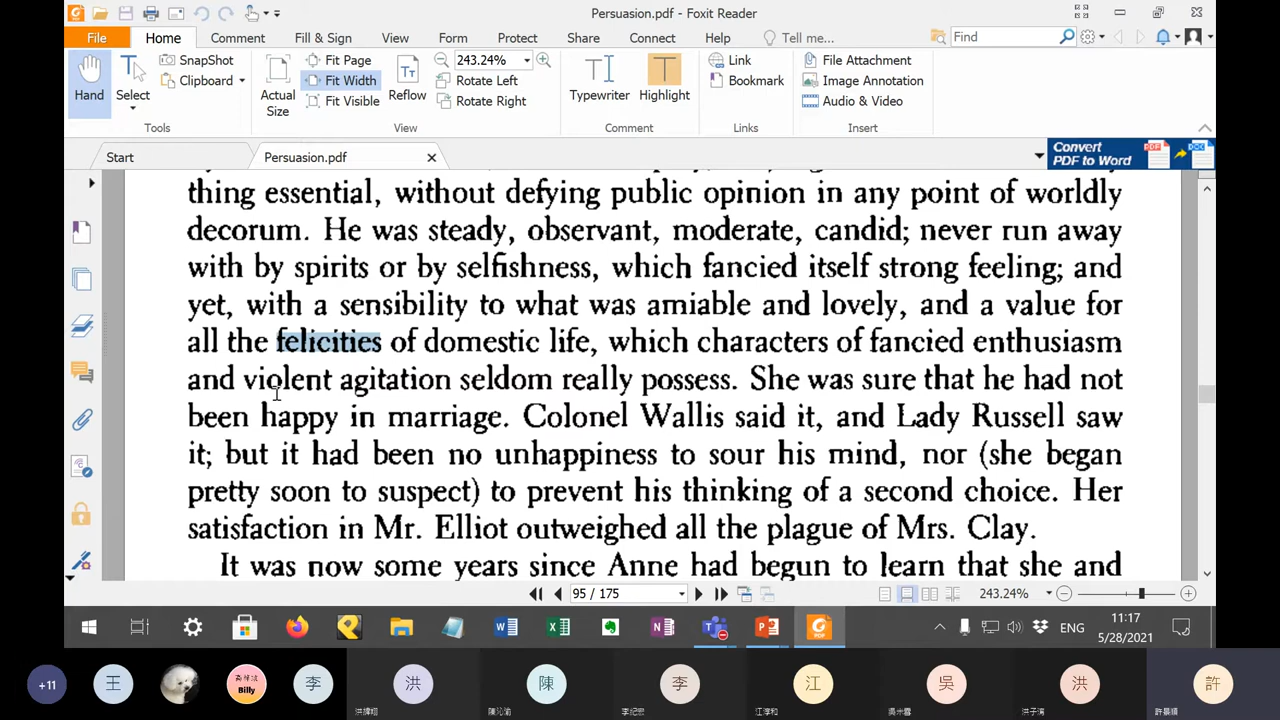 Persuasion.pdf - Foxit Reader
File Home Comment Fill & Sign View Form Protect Share Connect Help Tell me... Find
Hand Select SnapShot Clipboard
Actual Size Fit Page Fit Width Fit Visible Reflow 243.24% Rotate Left Rotate Right
Typewriter Highlight Link Bookmark File Attachment Image Annotation Audio & Video
Tools View Comment Links Insert
Start Persuasion.pdf Convert PDF to Word PDF DOC
thing essential, without defying public opinion in any point of worldly
decorum. He was steady, observant, moderate, candid; never run away
with by spirits or by selfishness, which fancied itself strong feeling; and
yet, with a sensibility to what was amiable and lovely, and a value for
all the felicities of domestic life, which characters of fancied enthusiasm
and violent agitation seldom really possess. She was sure that he had not
been happy in marriage. Colonel Wallis said it, and Lady Russell saw
it; but it had been no unhappiness to sour his mind, nor (she began
pretty soon to suspect) to prevent his thinking of a second choice. Her
satisfaction in Mr. Elliot outweighed all the plague of Mrs. Clay.
It was now some years since Anne had begun to learn that she and
95 / 175 243.24%
ENG 11:17
5/28/2021
+11 王 Billy 李 洪 陳 李 江 吳 洪 許
江淳和